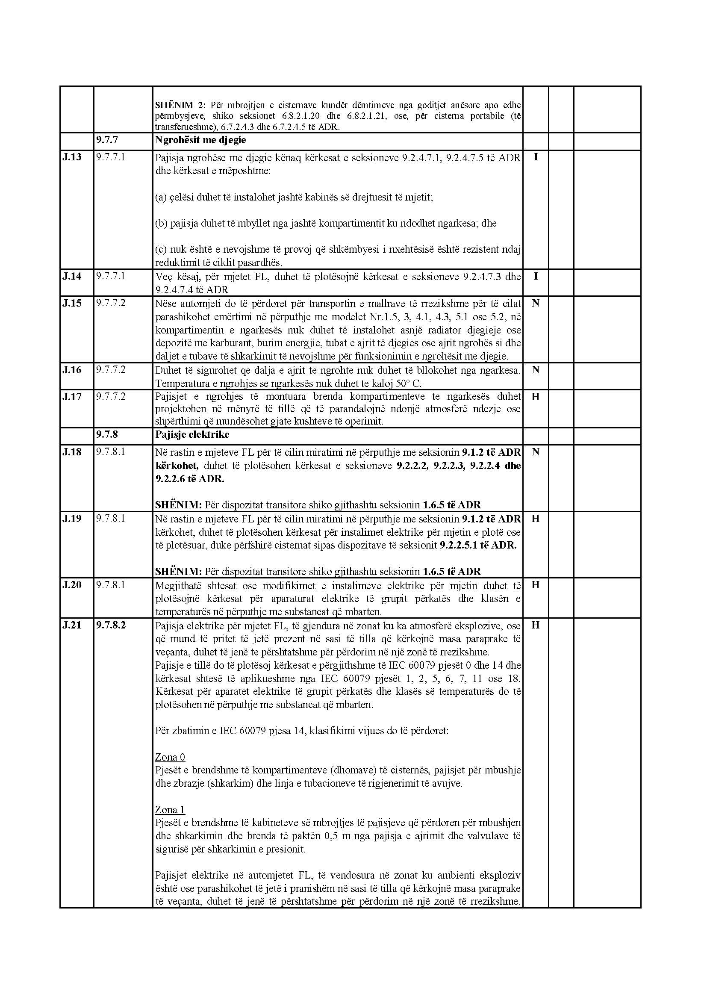 SHËNIM 2: Për mbrojtjen e cisternave kundër dëmtimeve nga goditjet anësore apo edhe
përmbysjeve, shiko seksionet 6.8.2.1.20 dhe 6.8.2.1.21, ose, për cisterna portabile (të
transferueshme), 6.7.2.4.3 dhe 6.7.2.4.5 të ADR.
9.7.7 Ngrohësit me djegie
J.13 9.7.7.1 Pajisja ngrohëse me djegie kënaq kërkesat e seksioneve 9.2.4.7.1, 9.2.4.7.5 të ADR I
dhe kërkesat e mëposhtme:
(a) çelësi duhet të instalohet jashtë kabinës së drejtuesit të mjetit;
(b) pajisja duhet të mbyllet nga jashtë kompartimentit ku ndodhet ngarkesa; dhe
(c) nuk është e nevojshme të provoj që shkëmbyesi i nxehtësisë është rezistent ndaj
reduktimit të ciklit pasardhës.
J.14 9.7.7.1 Veç kësaj, për mjetet FL, duhet të plotësojnë kërkesat e seksioneve 9.2.4.7.3 dhe I
9.2.4.7.4 të ADR
J.15 9.7.7.2 Nëse automjeti do të përdoret për transportin e mallrave të rrezikshme për të cilat N
parashikohet emërtimi në përputhje me modelet Nr.1.5, 3, 4.1, 4.3, 5.1 ose 5.2, në
kompartimentin e ngarkesës nuk duhet të instalohet asnjë radiator djegieje ose
depozitë me karburant, burim energjie, tubat e ajrit të djegies ose ajrit ngrohës si dhe
daljet e tubave të shkarkimit të nevojshme për funksionimin e ngrohësit me djegie.
J.16 9.7.7.2 Duhet të sigurohet qe dalja e ajrit te ngrohte nuk duhet të bllokohet nga ngarkesa. N
Temperatura e ngrohjes se ngarkesës nuk duhet te kaloj 50º C.
J.17 9.7.7.2 Pajisjet e ngrohjes të montuara brenda kompartimenteve te ngarkesës duhet H
projektohen në mënyrë të tillë që të parandalojnë ndonjë atmosferë ndezje ose
shpërthimi që mundësohet gjate kushteve të operimit.
9.7.8 Pajisje elektrike
J.18 9.7.8.1 Në rastin e mjeteve FL për të cilin miratimi në përputhje me seksionin 9.1.2 të ADR N
kërkohet, duhet të plotësohen kërkesat e seksioneve 9.2.2.2, 9.2.2.3, 9.2.2.4 dhe
9.2.2.6 të ADR.
SHËNIM: Për dispozitat transitore shiko gjithashtu seksionin 1.6.5 të ADR
J.19 9.7.8.1 Në rastin e mjeteve FL për të cilin miratimi në përputhje me seksionin 9.1.2 të ADR H
kërkohet, duhet të plotësohen kërkesat për instalimet elektrike për mjetin e plotë ose
të plotësuar, duke përfshirë cisternat sipas dispozitave të seksionit 9.2.2.5.1 të ADR.
SHËNIM: Për dispozitat transitore shiko gjithashtu seksionin 1.6.5 të ADR
J.20 9.7.8.1 Megjithatë shtesat ose modifikimet e instalimeve elektrike për mjetin duhet të H
plotësojnë kërkesat për aparaturat elektrike të grupit përkatës dhe klasën e
temperaturës në përputhje me substancat që mbarten.
J.21 9.7.8.2 Pajisja elektrike për mjetet FL, të gjendura në zonat ku ka atmosferë eksplozive, ose H
që mund të pritet të jetë prezent në sasi të tilla që kërkojnë masa paraprake të
veçanta, duhet të jenë te përshtatshme për përdorim në një zonë të rrezikshme.
Pajisje e tillë do të plotësoj kërkesat e përgjithshme të IEC 60079 pjesët 0 dhe 14 dhe
kërkesat shtesë të aplikueshme nga IEC 60079 pjesët 1, 2, 5, 6, 7, 11 ose 18.
Kërkesat për aparatet elektrike të grupit përkatës dhe klasës së temperaturës do të
plotësohen në përputhje me substancat që mbarten.
Për zbatimin e IEC 60079 pjesa 14, klasifikimi vijues do të përdoret:
Zona 0
Pjesët e brendshme të kompartimenteve (dhomave) të cisternës, pajisjet për mbushje
dhe zbrazje (shkarkim) dhe linja e tubacioneve të rigjenerimit të avujve.
Zona 1
Pjesët e brendshme të kabineteve së mbrojtjes të pajisjeve që përdoren për mbushjen
dhe shkarkimin dhe brenda të paktën 0,5 m nga pajisja e ajrimit dhe valvulave të
sigurisë për shkarkimin e presionit.
Pajisjet elektrike në automjetet FL, të vendosura në zonat ku ambienti eksploziv
është ose parashikohet të jetë i pranishëm në sasi të tilla që kërkojnë masa paraprake
të veçanta, duhet të jenë të përshtatshme për përdorim në një zonë të rrezikshme.